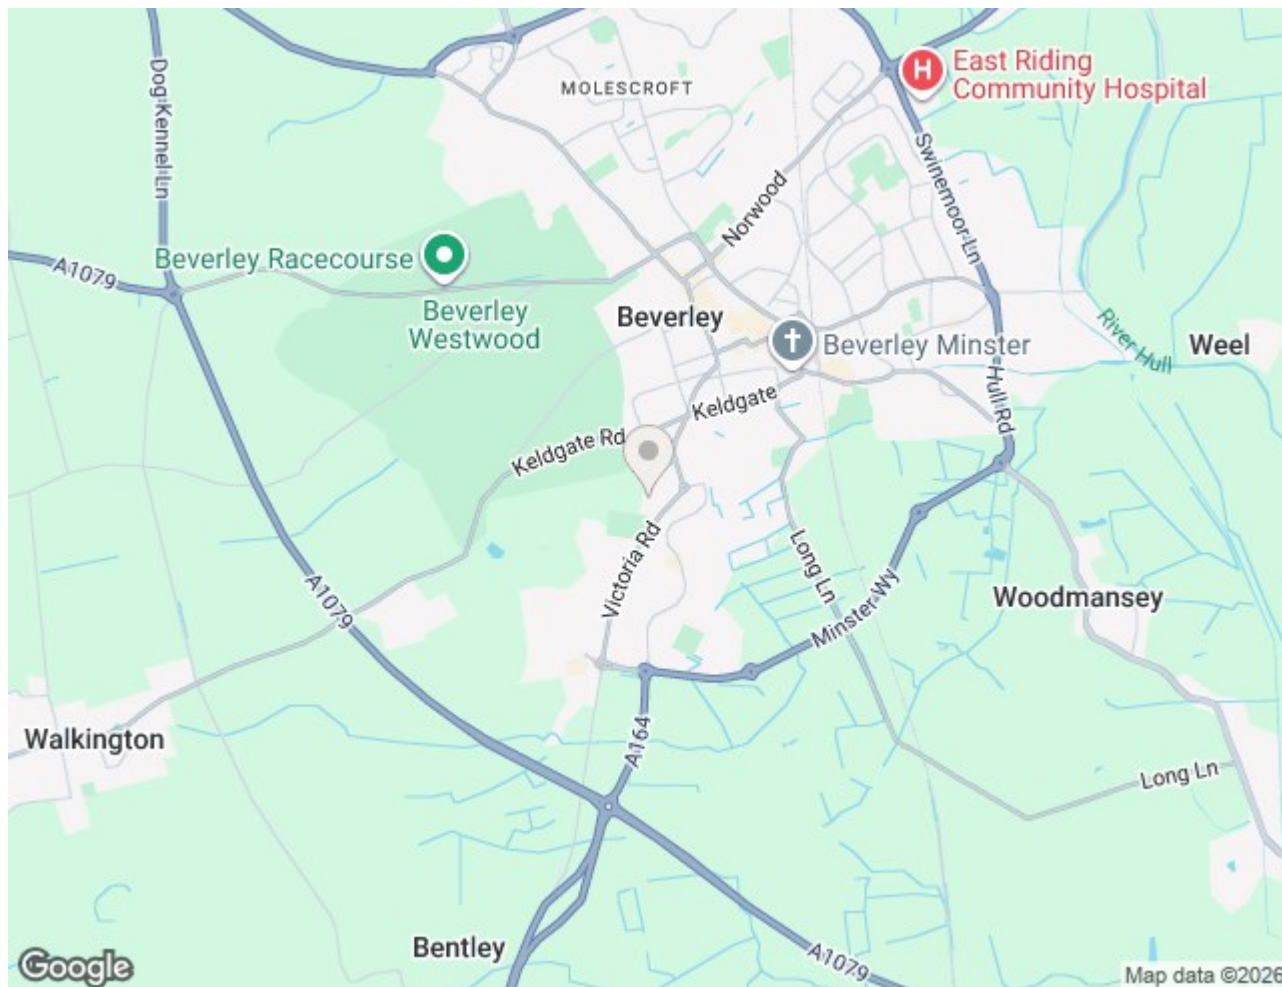 MOLESCROFT
East Riding
Community Hospital
Dog Kennel Ln
Swinemoor Ln
Norwood
A1079
Beverley Racecourse
Beverley
Westwood
Beverley
Beverley Minster
River Hull
Weel
Hull Rd
Keldgate
Keldgate Rd
Victoria Rd
Long Ln
Minster Wy
Woodmansey
A1079
Walkington
A164
Long Ln
Bentley
A1079
Google
Map data ©2026